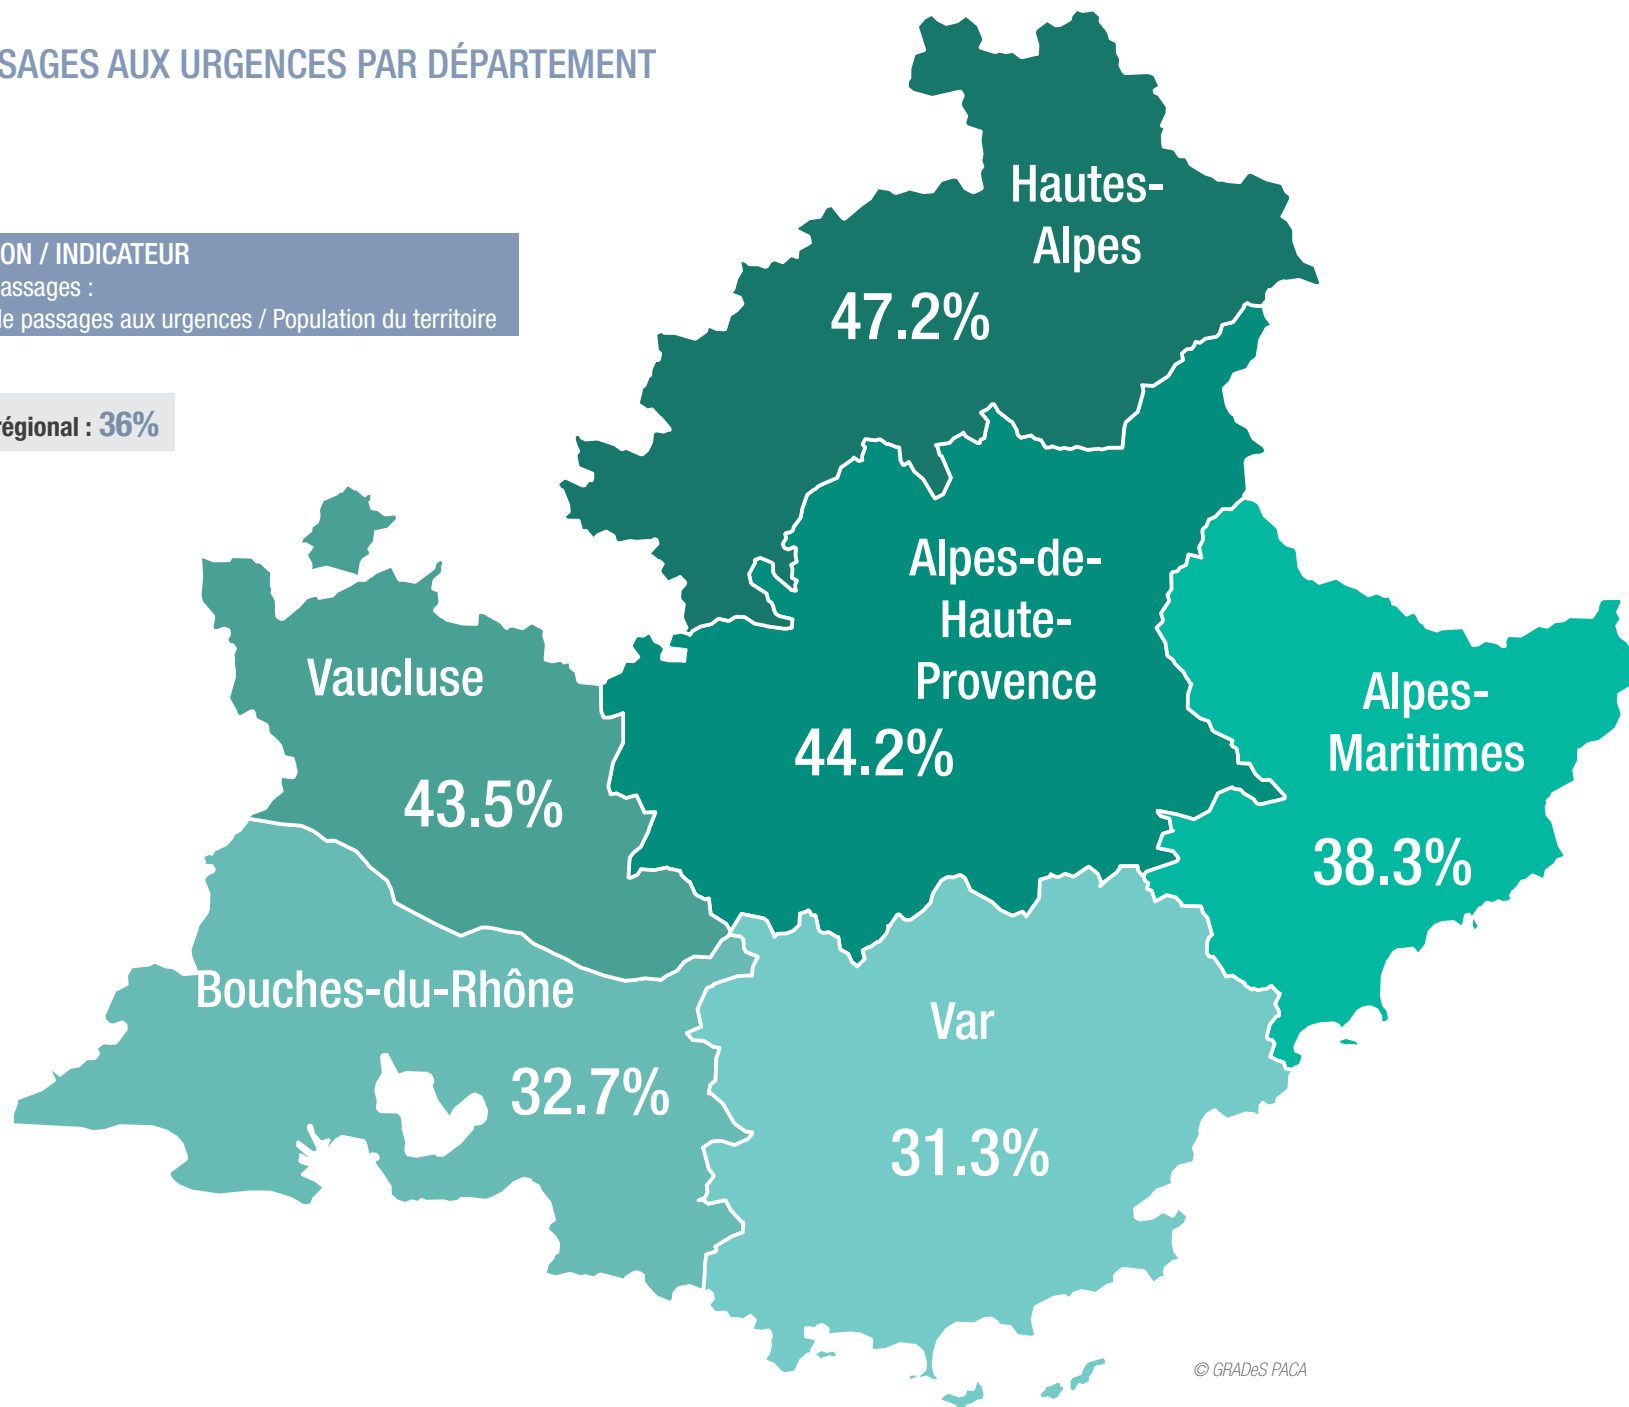 SAGES AUX URGENCES PAR DÉPARTEMENT
ON / INDICATEUR
assages :
de passages aux urgences / Population du territoire
régional : 36%
Hautes-
Alpes
47.2%
Alpes-de-
Haute-
Provence
44.2%
Vaucluse
43.5%
Alpes-
Maritimes
38.3%
Bouches-du-Rhône
32.7%
Var
31.3%
© GRADeS PACA